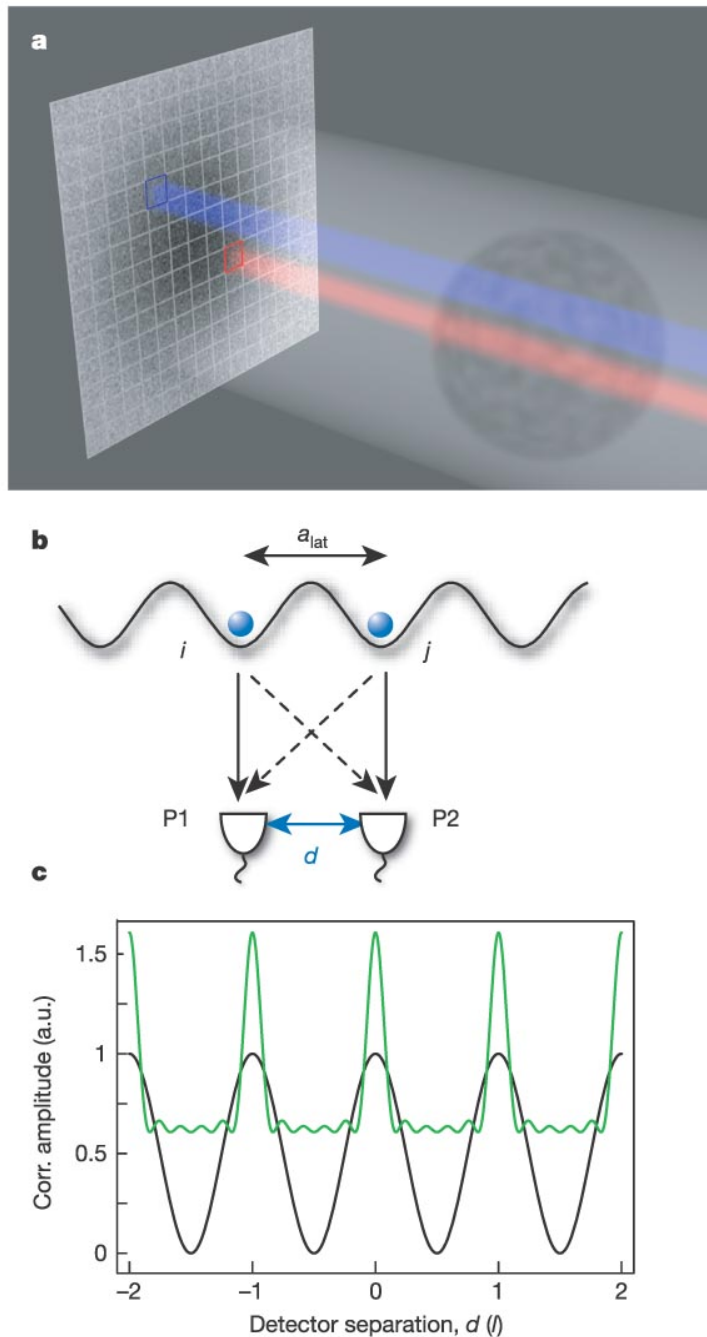 a
b
a_lat
i
j
P1
P2
d
c
1.5
1
0.5
0
Corr. amplitude (a.u.)
−2
−1
0
1
2
Detector separation, d (l)